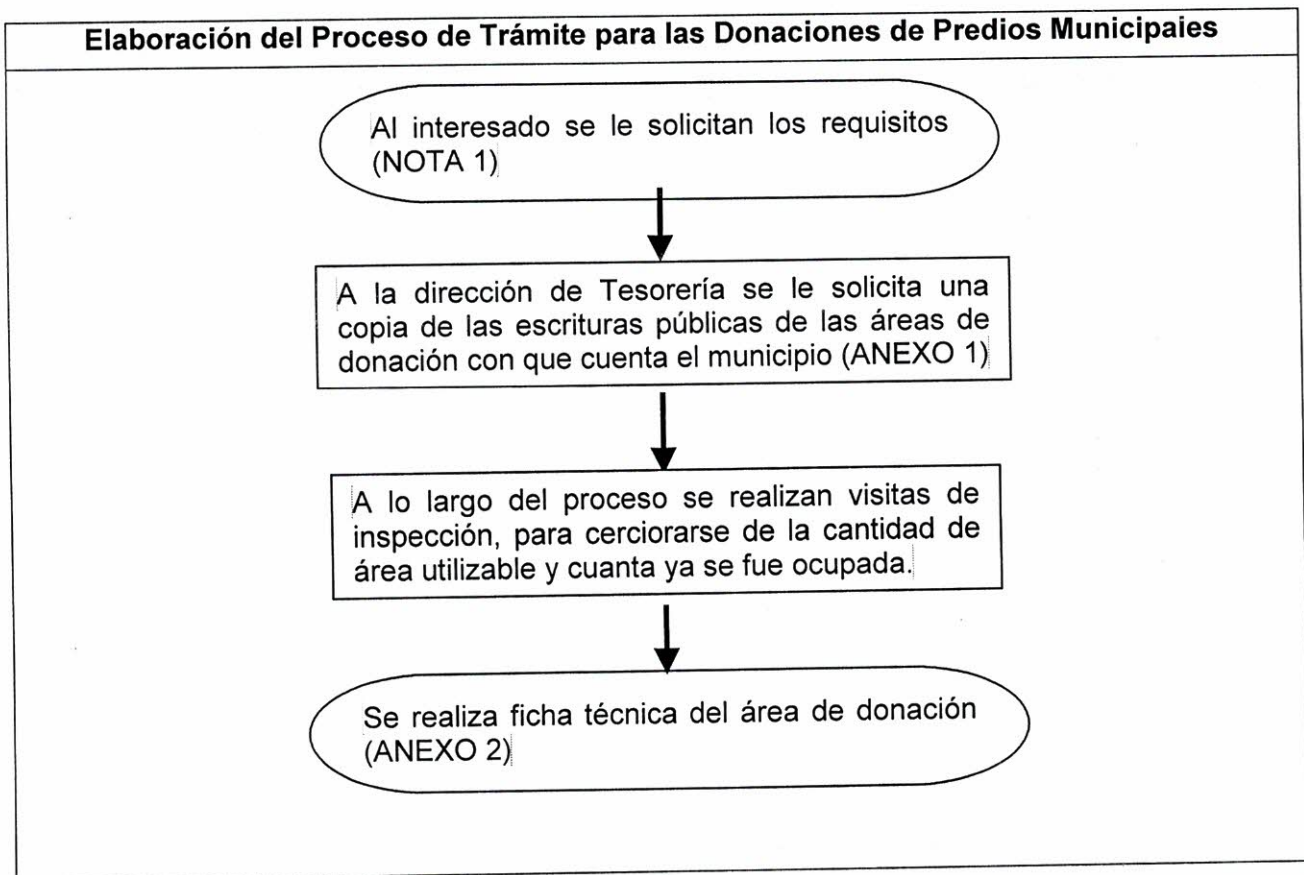 Elaboración del Proceso de Trámite para las Donaciones de Predios Municipales
Al interesado se le solicitan los requisitos
(NOTA 1)
A la dirección de Tesorería se le solicita una
copia de las escrituras públicas de las áreas de
donación con que cuenta el municipio (ANEXO 1)
A lo largo del proceso se realizan visitas de
inspección, para cerciorarse de la cantidad de
área utilizable y cuanta ya se fue ocupada.
Se realiza ficha técnica del área de donación
(ANEXO 2)